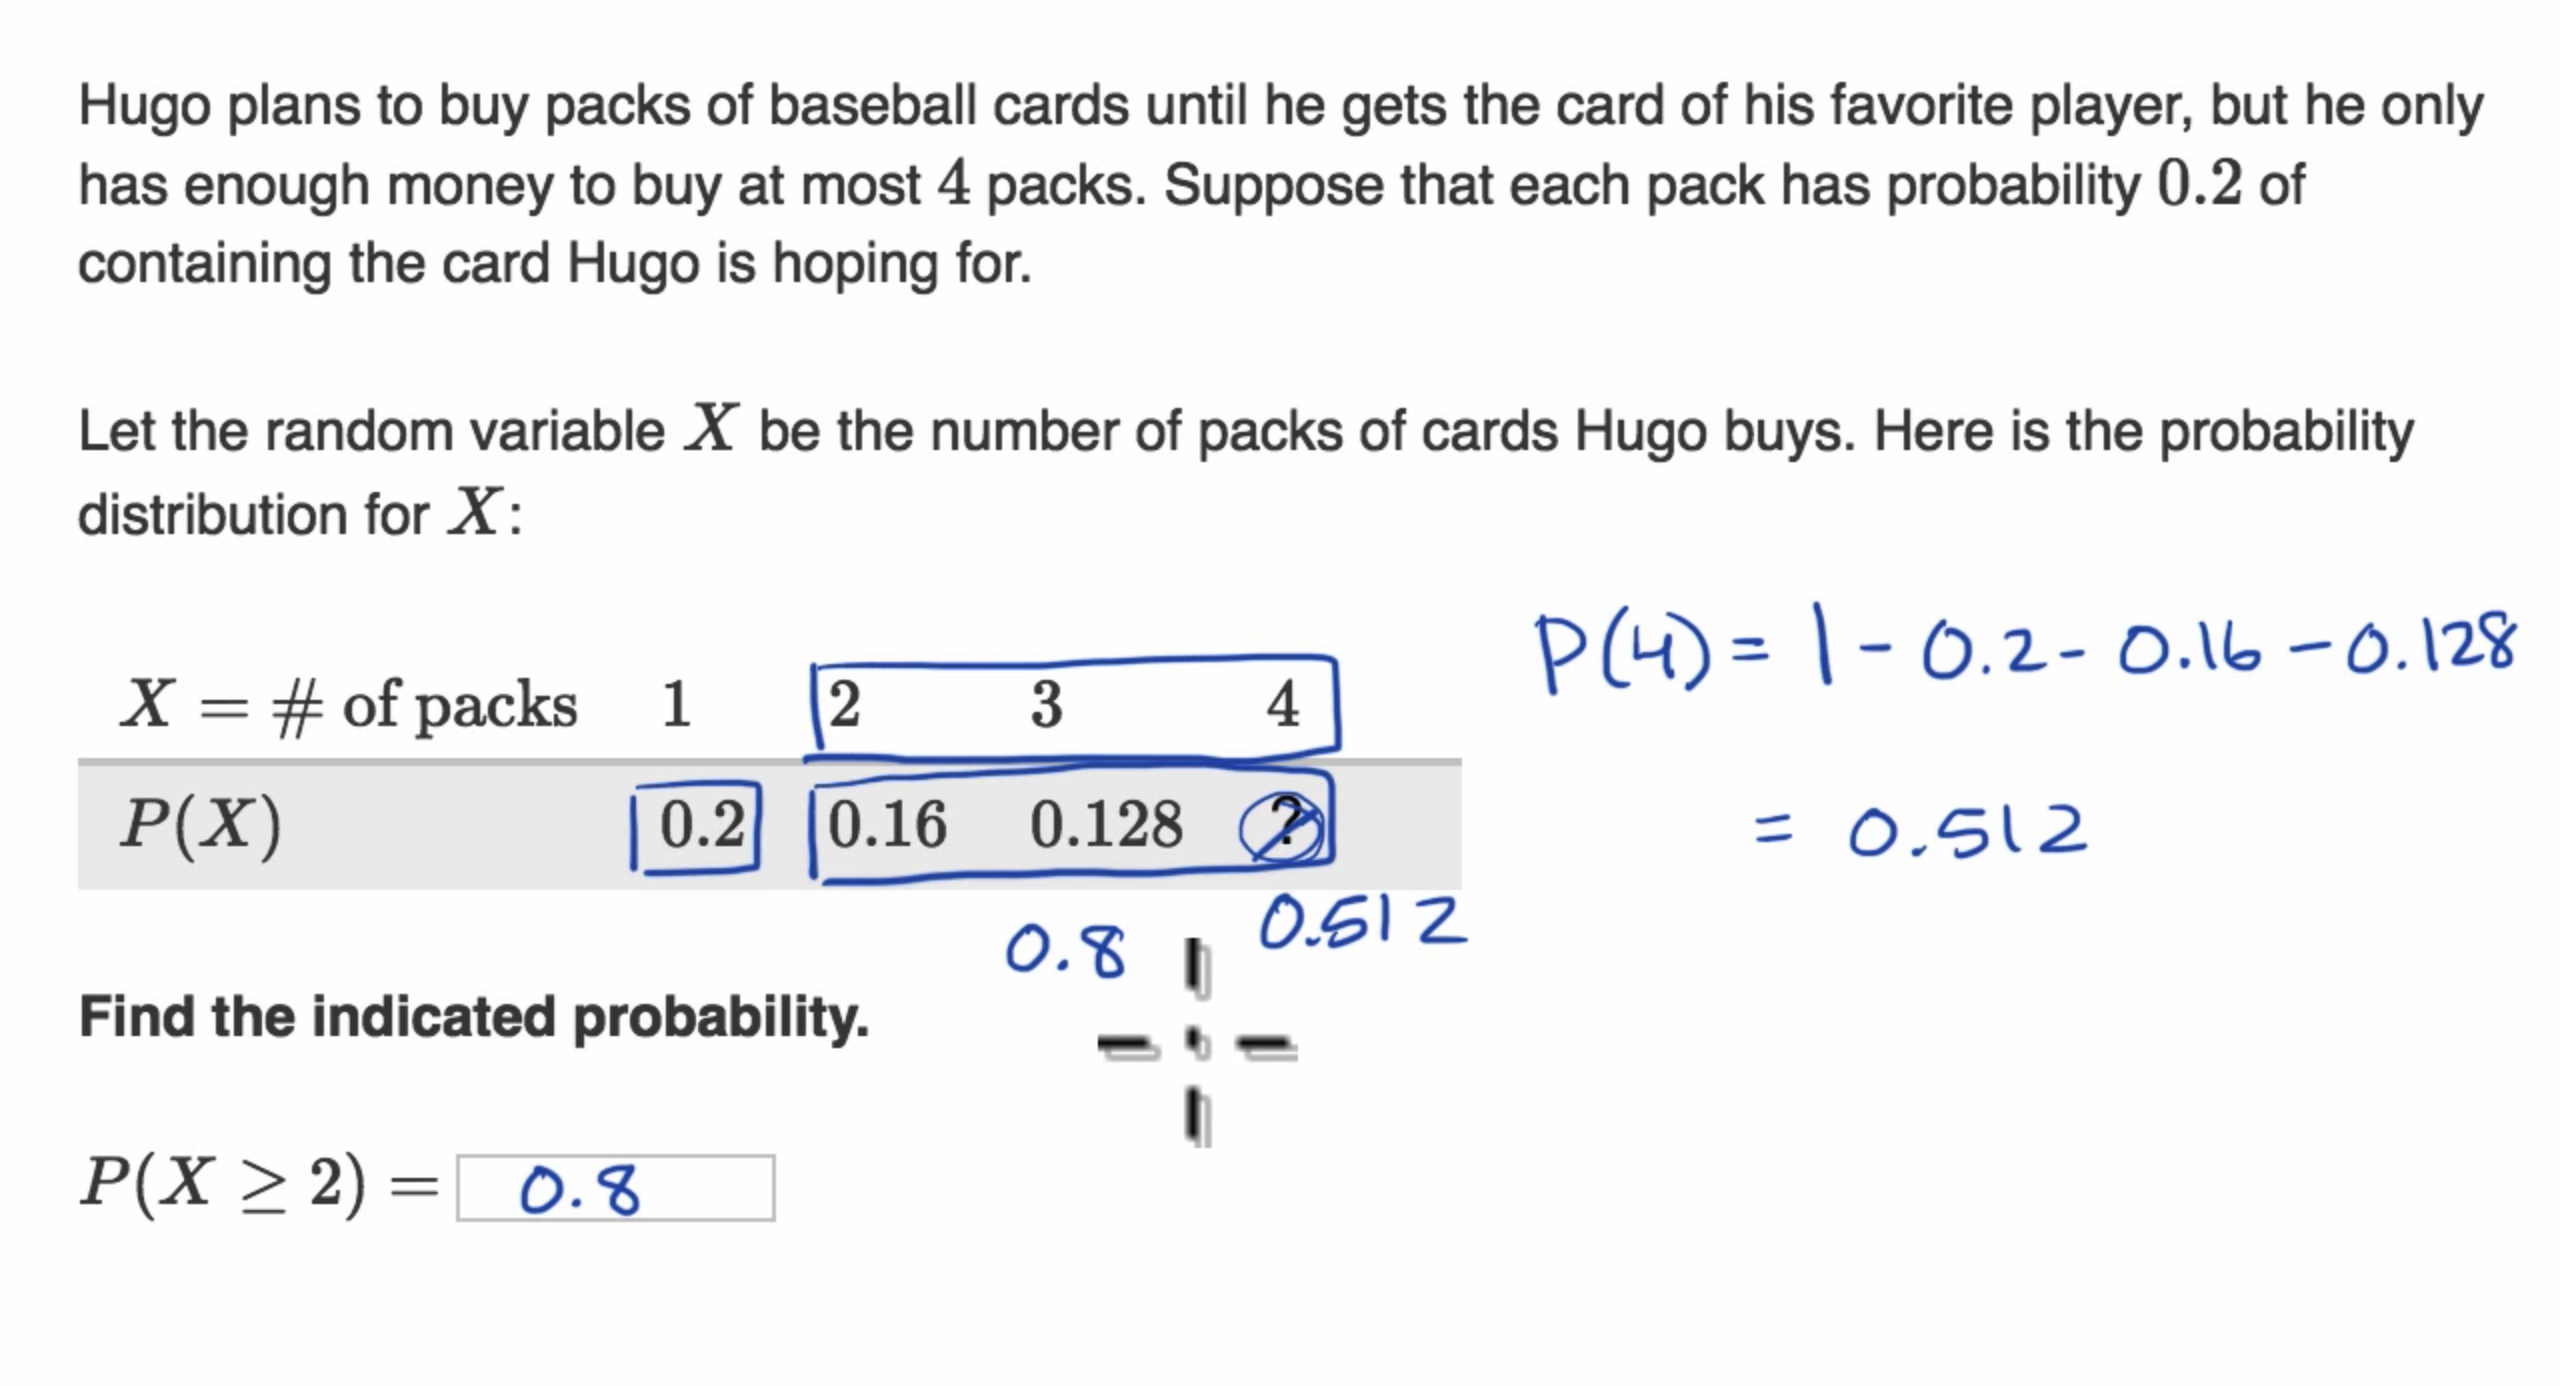 Hugo plans to buy packs of baseball cards until he gets the card of his favorite player, but he only
has enough money to buy at most 4 packs. Suppose that each pack has probability 0.2 of
containing the card Hugo is hoping for.
Let the random variable X be the number of packs of cards Hugo buys. Here is the probability
distribution for X:
X = # of packs 1 2 3 4
P(X) 0.2 0.16 0.128 ?
0.8 0.512
P(4) = 1 - 0.2 - 0.16 - 0.128
= 0.512
Find the indicated probability.
P(X ≥ 2) = 0.8